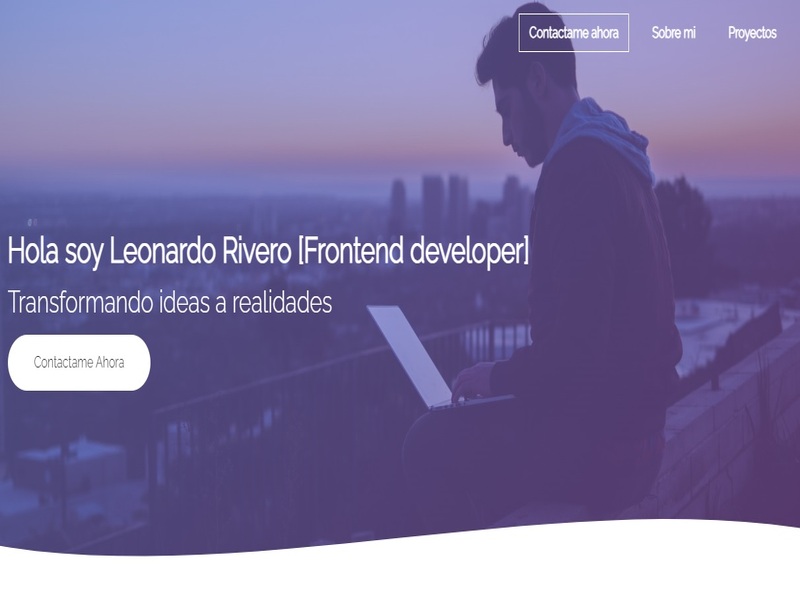 Contactame ahora
Sobre mi
Proyectos
Hola soy Leonardo Rivero [Frontend developer]
Transformando ideas a realidades
Contactame Ahora